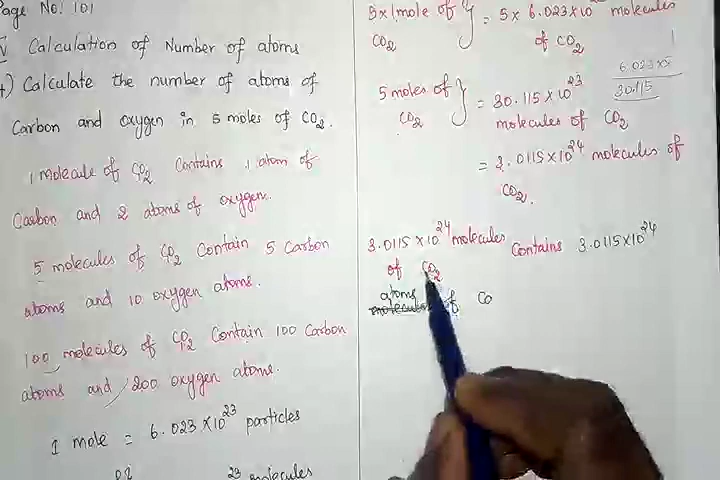 Page No: 101
Calculation of Number of atoms
Calculate the number of atoms of
Carbon and oxygen in 5 moles of CO2.
1 molecule of CO2 Contains 1 atom of
Carbon and 2 atoms of oxygen.
5 molecules of CO2 Contain 5 Carbon
atoms and 10 oxygen atoms.
100 molecules of CO2 Contain 100 Carbon
atoms and 200 oxygen atoms.
1 mole = 6.023 X 10^23 particles
23 molecules
5 x 1 mole of CO2 } = 5 x 6.023 X 10 molecules
of CO2
6.023 x 5
30.115
5 moles of CO2 } = 30.115 X 10^23
molecules of CO2
= 3.0115 X 10^24 molecules of
CO2.
3.0115 X 10^24 molecules Contains 3.0115 X 10^24
of CO2
atoms
molecules of Co